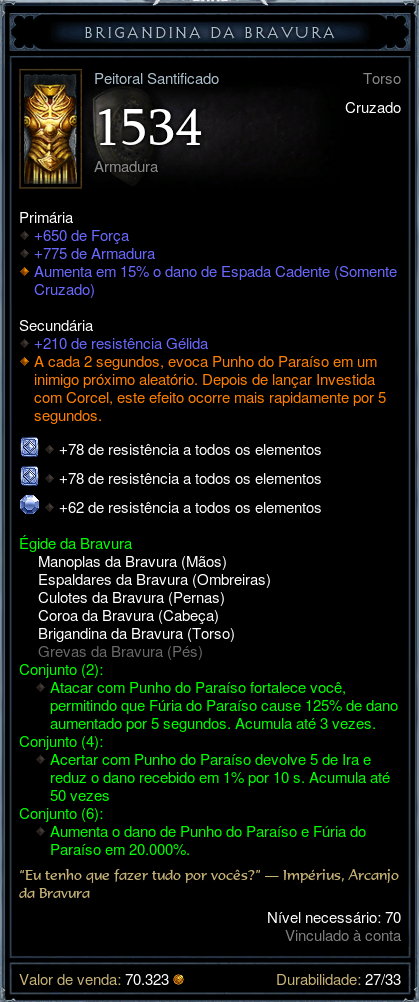 BRIGANDINA DA BRAVURA
Peitoral Santificado Torso
Cruzado
1534
Armadura
Primária
+650 de Força
+775 de Armadura
Aumenta em 15% o dano de Espada Cadente (Somente
Cruzado)
Secundária
+210 de resistência Gélida
A cada 2 segundos, evoca Punho do Paraíso em um
inimigo próximo aleatório. Depois de lançar Investida
com Corcel, este efeito ocorre mais rapidamente por 5
segundos.
+78 de resistência a todos os elementos
+78 de resistência a todos os elementos
+62 de resistência a todos os elementos
Égide da Bravura
Manoplas da Bravura (Mãos)
Espaldares da Bravura (Ombreiras)
Culotes da Bravura (Pernas)
Coroa da Bravura (Cabeça)
Brigandina da Bravura (Torso)
Grevas da Bravura (Pés)
Conjunto (2):
Atacar com Punho do Paraíso fortalece você,
permitindo que Fúria do Paraíso cause 125% de dano
aumentado por 5 segundos. Acumula até 3 vezes.
Conjunto (4):
Acertar com Punho do Paraíso devolve 5 de Ira e
reduz o dano recebido em 1% por 10 s. Acumula até
50 vezes
Conjunto (6):
Aumenta o dano de Punho do Paraíso e Fúria do
Paraíso em 20.000%.
"Eu tenho que fazer tudo por vocês?" — Impérius, Arcanjo
da Bravura
Nível necessário: 70
Vinculado à conta
Valor de venda: 70.323 Durabilidade: 27/33